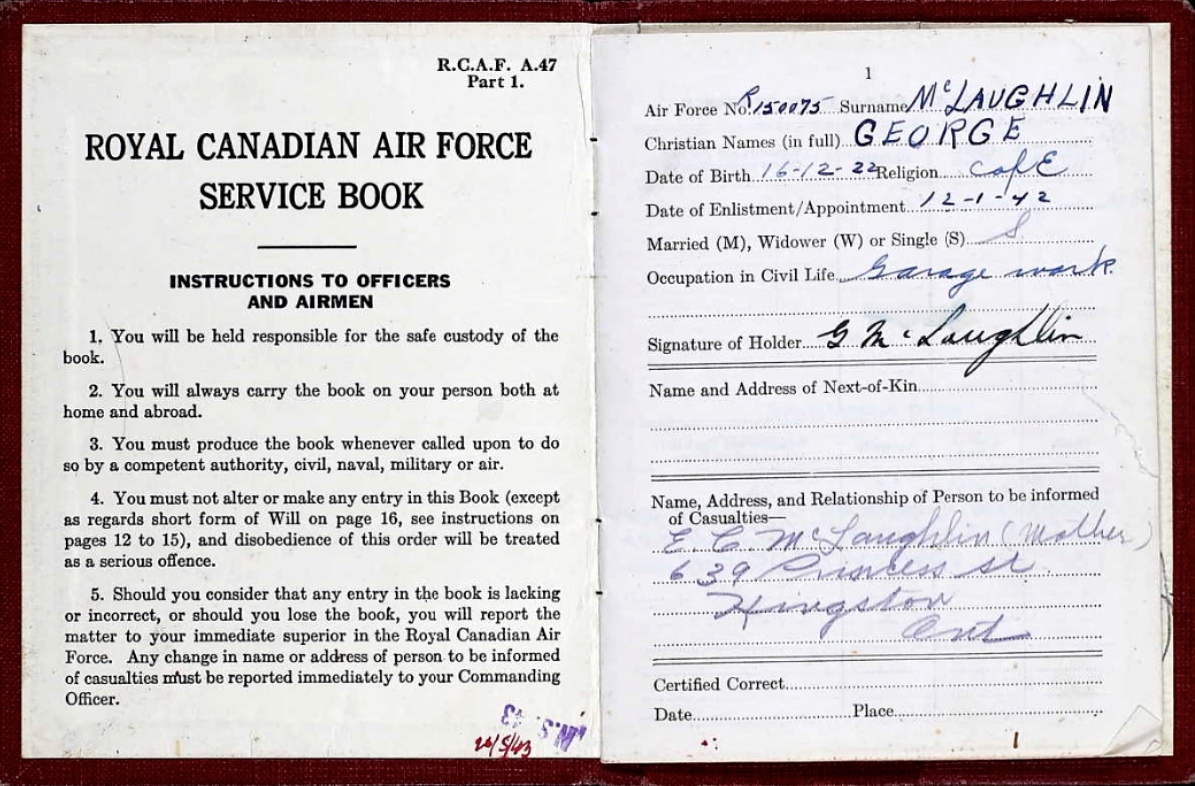 R.C.A.F. A.47
Part 1.
ROYAL CANADIAN AIR FORCE
SERVICE BOOK
INSTRUCTIONS TO OFFICERS
AND AIRMEN
1. You will be held responsible for the safe custody of the
book.
2. You will always carry the book on your person both at
home and abroad.
3. You must produce the book whenever called upon to do
so by a competent authority, civil, naval, military or air.
4. You must not alter or make any entry in this Book (except
as regards short form of Will on page 16, see instructions on
pages 12 to 15), and disobedience of this order will be treated
as a serious offence.
5. Should you consider that any entry in the book is lacking
or incorrect, or should you lose the book, you will report the
matter to your immediate superior in the Royal Canadian Air
Force. Any change in name or address of person to be informed
of casualties must be reported immediately to your Commanding
Officer.
1
Air Force No. R150075 Surname McLAUGHLIN
Christian Names (in full) GEORGE
Date of Birth 16-12-22 Religion C of E
Date of Enlistment/Appointment 12-1-42
Married (M), Widower (W) or Single (S) S
Occupation in Civil Life Garage work
Signature of Holder G McLaughlin
Name and Address of Next-of-Kin
Name, Address, and Relationship of Person to be informed
of Casualties—
E. C. McLaughlin (Mother)
639 Princess St
Kingston
Ont
Certified Correct
Date Place